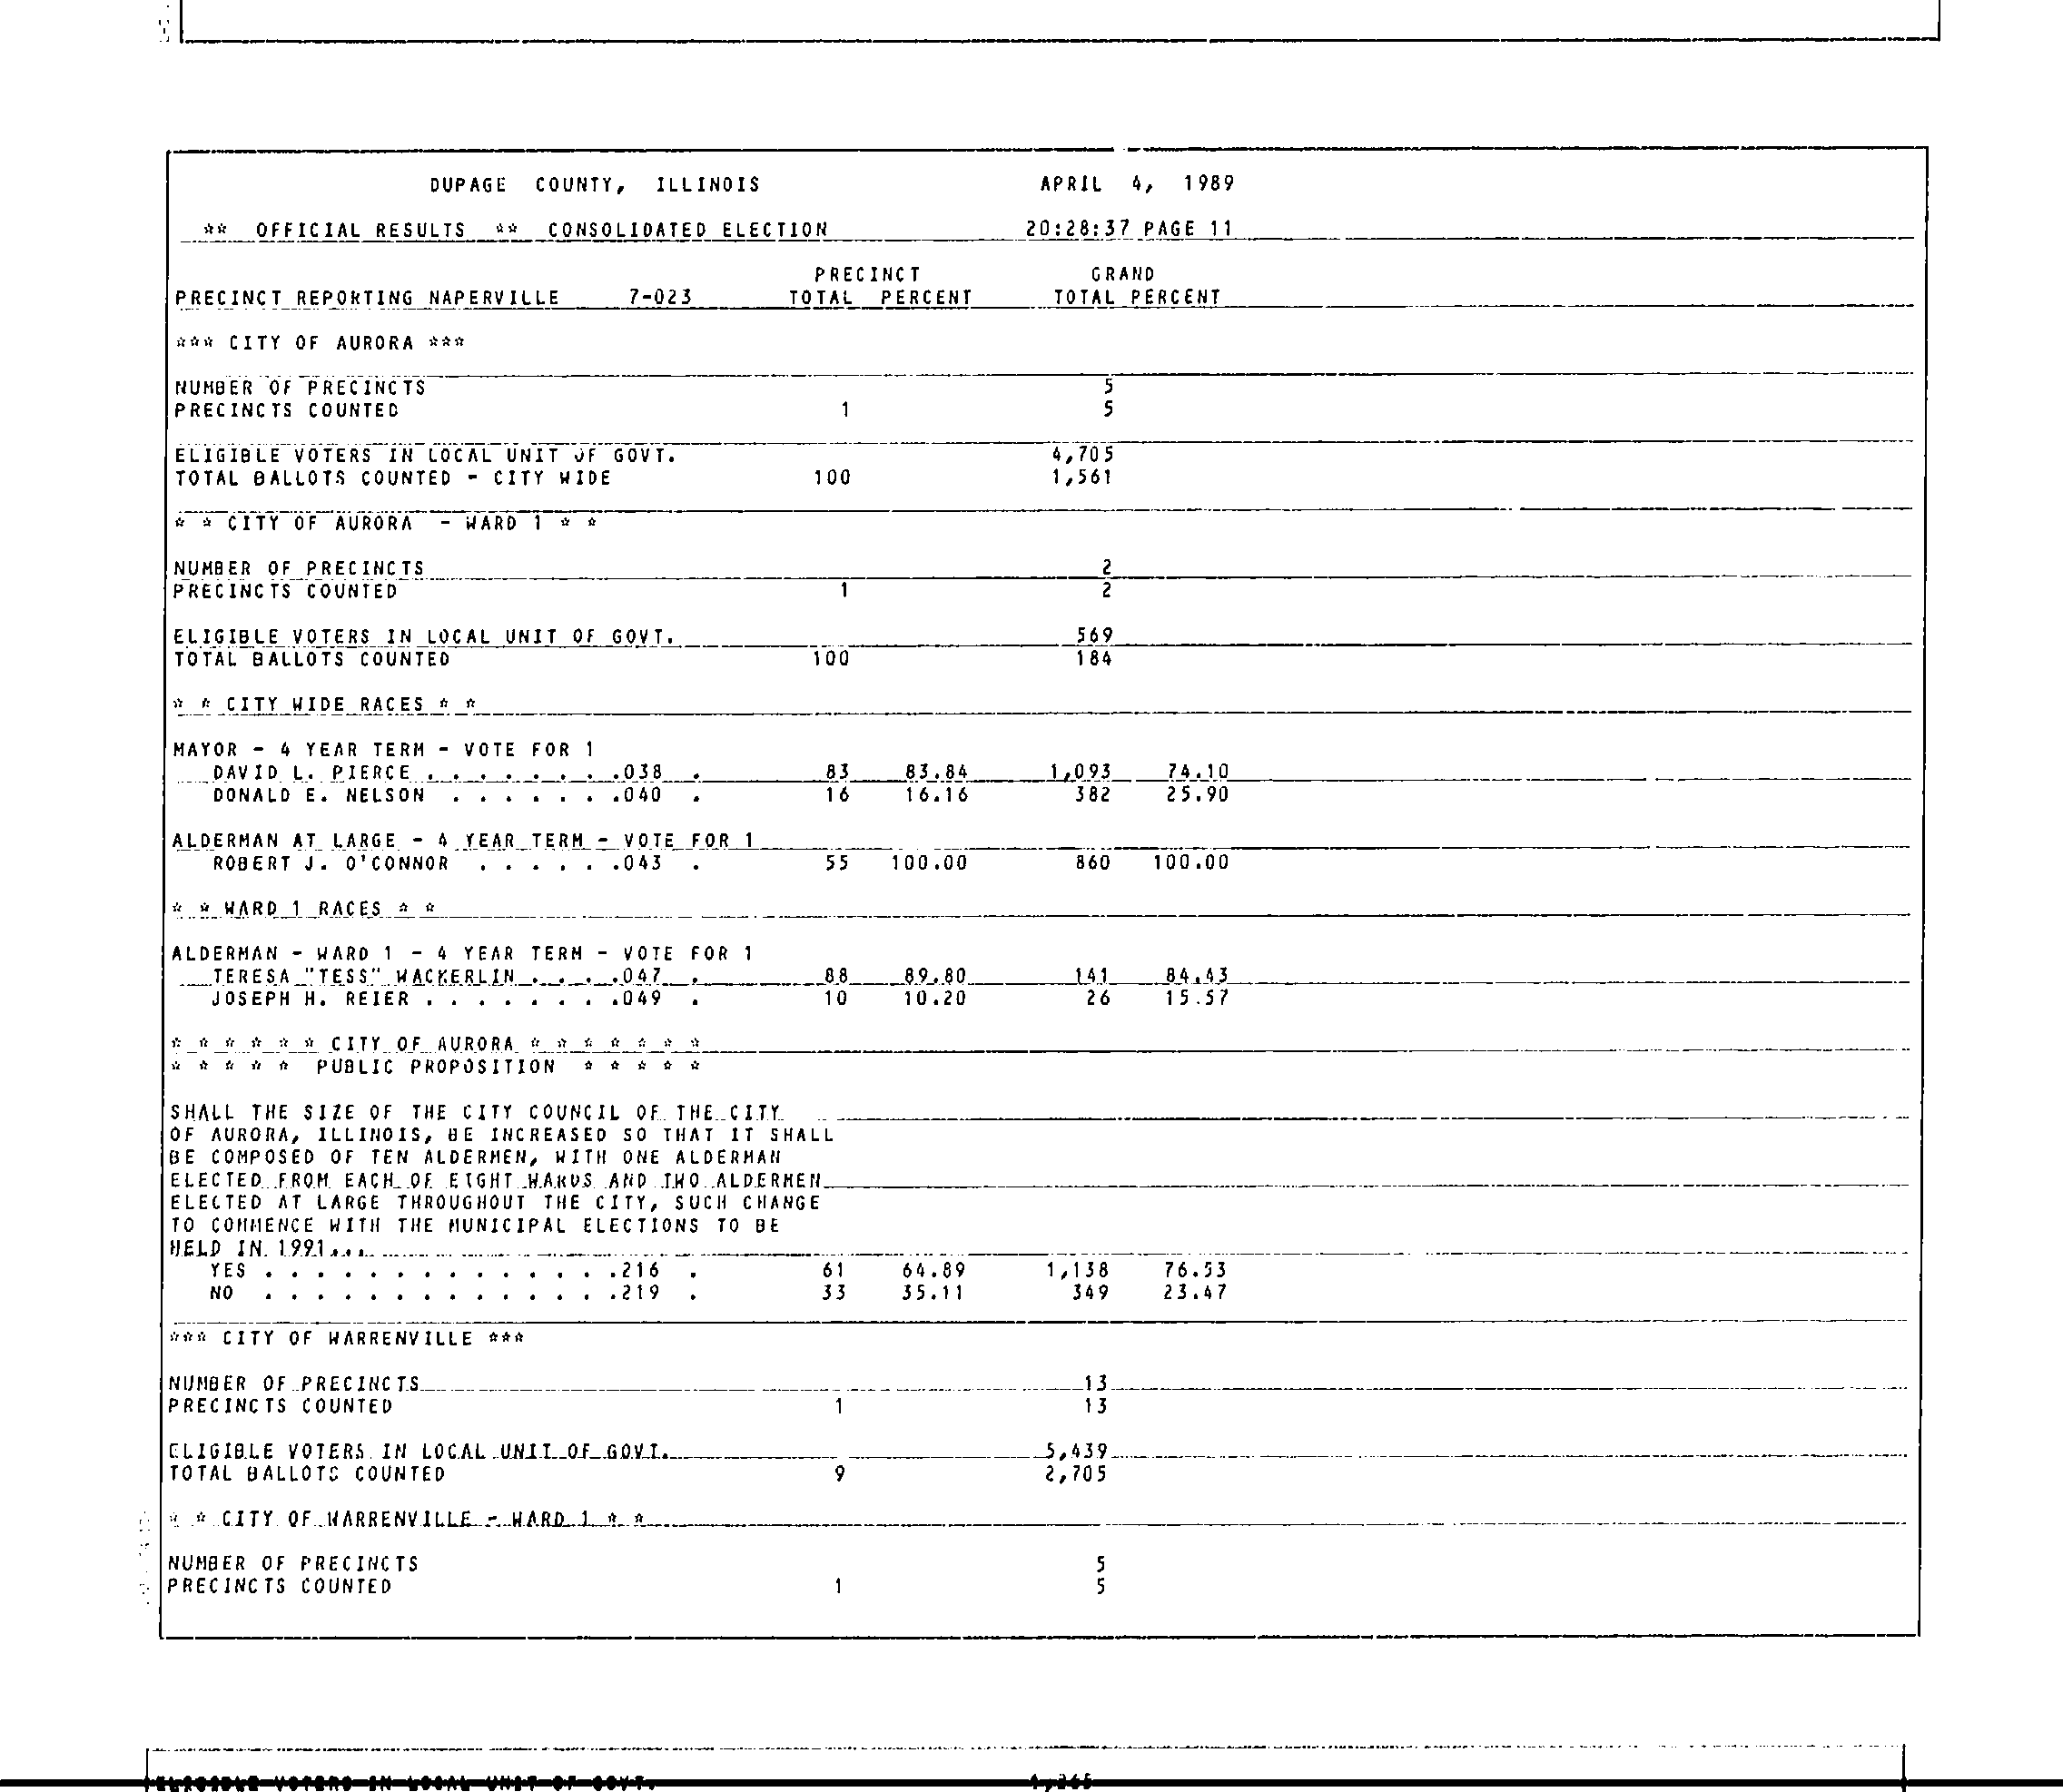 DUPAGE COUNTY, ILLINOIS APRIL 4, 1989
** OFFICIAL RESULTS ** CONSOLIDATED ELECTION 20:28:37 PAGE 11
PRECINCT GRAND
PRECINCT REPORTING NAPERVILLE 7-023 TOTAL PERCENT TOTAL PERCENT
*** CITY OF AURORA ***
NUMBER OF PRECINCTS 5
PRECINCTS COUNTED 1 5
ELIGIBLE VOTERS IN LOCAL UNIT OF GOVT. 4,705
TOTAL BALLOTS COUNTED - CITY WIDE 100 1,561
* * CITY OF AURORA - WARD 1 * *
NUMBER OF PRECINCTS 2
PRECINCTS COUNTED 1 2
ELIGIBLE VOTERS IN LOCAL UNIT OF GOVT. 569
TOTAL BALLOTS COUNTED 100 184
* * CITY WIDE RACES * *
MAYOR - 4 YEAR TERM - VOTE FOR 1
DAVID L. PIERCE . . . . . . . .038 . 83 83.84 1,093 74.10
DONALD E. NELSON . . . . . . .040 . 16 16.16 382 25.90
ALDERMAN AT LARGE - 4 YEAR TERM - VOTE FOR 1
ROBERT J. O'CONNOR . . . . . .043 . 55 100.00 860 100.00
* * WARD 1 RACES * *
ALDERMAN - WARD 1 - 4 YEAR TERM - VOTE FOR 1
TERESA "TESS" WACKERLIN . . . .047 . 88 89.80 141 84.43
JOSEPH H. REIER . . . . . . . .049 . 10 10.20 26 15.57
* * * * * * CITY OF AURORA * * * * * * *
* * * * * PUBLIC PROPOSITION * * * * *
SHALL THE SIZE OF THE CITY COUNCIL OF THE CITY
OF AURORA, ILLINOIS, BE INCREASED SO THAT IT SHALL
BE COMPOSED OF TEN ALDERMEN, WITH ONE ALDERMAN
ELECTED FROM EACH OF EIGHT WARDS AND TWO ALDERMEN
ELECTED AT LARGE THROUGHOUT THE CITY, SUCH CHANGE
TO COMMENCE WITH THE MUNICIPAL ELECTIONS TO BE
HELD IN 1991...
YES . . . . . . . . . . . . . .216 . 61 64.89 1,138 76.53
NO . . . . . . . . . . . . . .219 . 33 35.11 349 23.47
*** CITY OF WARRENVILLE ***
NUMBER OF PRECINCTS 13
PRECINCTS COUNTED 1 13
ELIGIBLE VOTERS IN LOCAL UNIT OF GOVT. 5,439
TOTAL BALLOTS COUNTED 9 2,705
* * CITY OF WARRENVILLE - WARD 1 * *
NUMBER OF PRECINCTS 5
PRECINCTS COUNTED 1 5
ELIGIBLE VOTERS IN LOCAL UNIT OF GOVT.